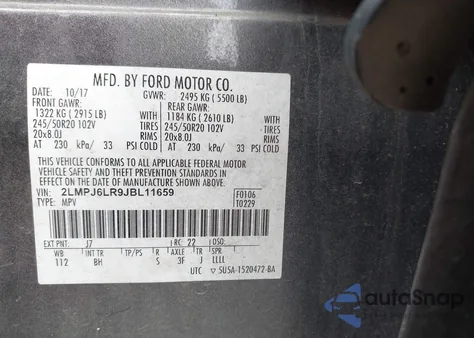 MFD. BY FORD MOTOR CO.
DATE: 10/17 GVWR: 2495 KG ( 5500 LB)
FRONT GAWR: REAR GAWR:
1322 KG ( 2915 LB) WITH 1184 KG ( 2610 LB) WITH
245/50R20 102V TIRES 245/50R20 102V TIRES
20x8.0J RIMS 20x8.0J RIMS
AT 230 kPa/ 33 PSI COLD AT 230 kPa/ 33 PSI COLD
THIS VEHICLE CONFORMS TO ALL APPLICABLE FEDERAL MOTOR
VEHICLE SAFETY AND THEFT PREVENTION STANDARDS IN
EFFECT ON THE DATE OF MANUFACTURE SHOWN ABOVE.
VIN: 2LMPJ6LR9JBL11659 F0106
TYPE: MPV T0229
EXT PNT: J7 RC: 22 DSO:
WB INT TR TP/PS R AXLE TR SPR
112 BH S 3F J LLLL
UTC 5U5A-1520472-BA
autoSnap